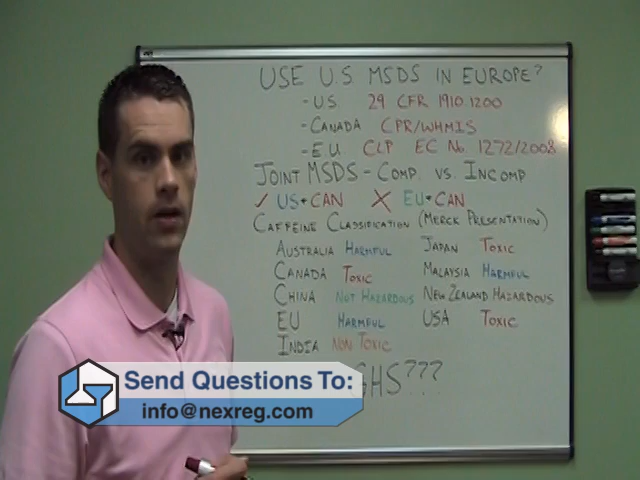 USE U.S. MSDS IN EUROPE?
- U.S. 29 CFR 1910.1200
- CANADA CPR/WHMIS
- E.U. CLP EC No. 1272/2008
JOINT MSDS - COMP. VS. INCOMP
✓ US + CAN ✗ EU + CAN
CAFFEINE CLASSIFICATION (MERCK PRESENTATION)
AUSTRALIA HARMFUL JAPAN TOXIC
CANADA TOXIC MALAYSIA HARMFUL
CHINA NOT HAZARDOUS NEW ZEALAND HAZARDOUS
EU HARMFUL USA TOXIC
INDIA NON TOXIC
GHS???
Send Questions To:
info@nexreg.com